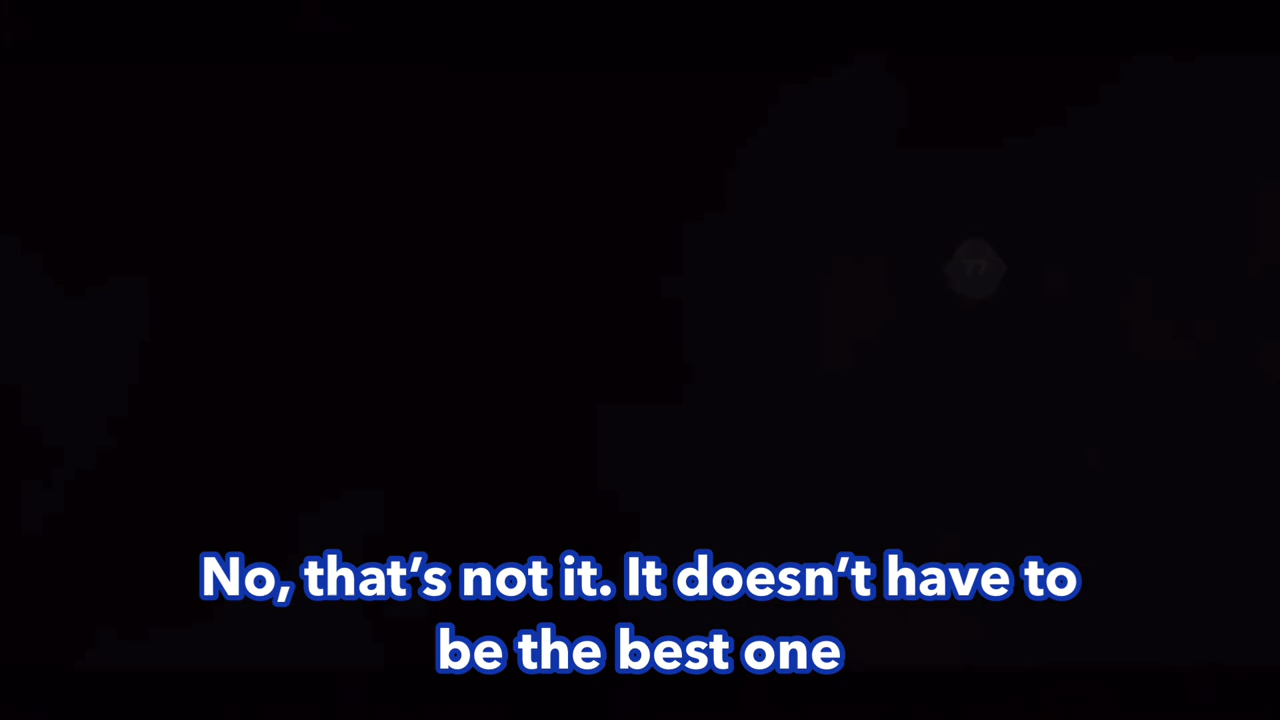 No, that’s not it. It doesn’t have to
be the best one